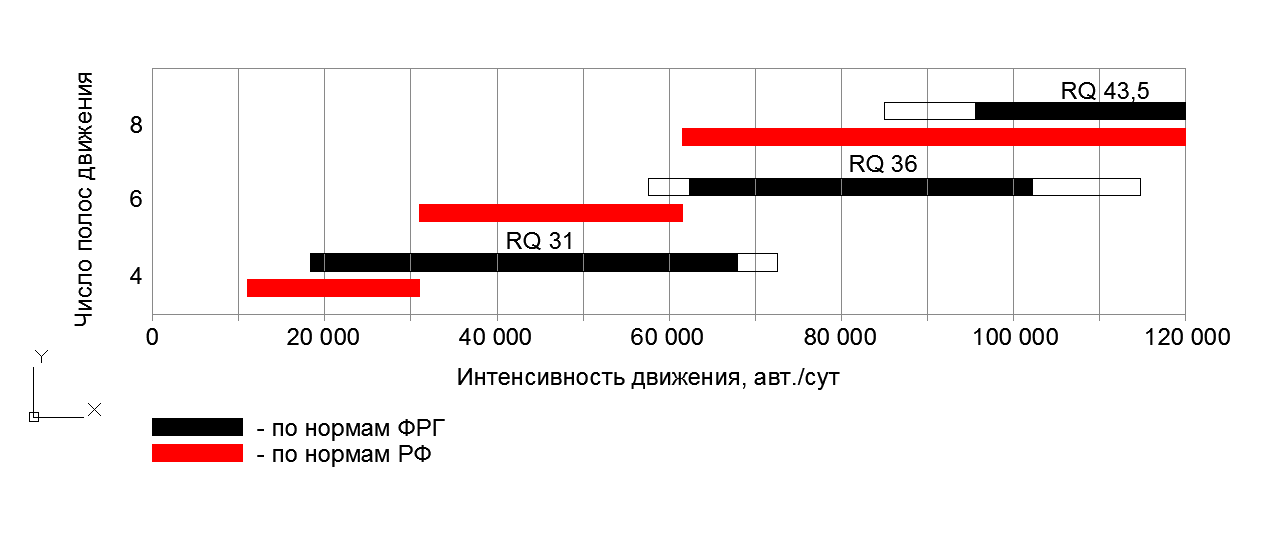 Число полос движения
RQ 43,5
8
RQ 36
6
RQ 31
4
0 20 000 40 000 60 000 80 000 100 000 120 000
Интенсивность движения, авт./сут
Y
X
- по нормам ФРГ
- по нормам РФ